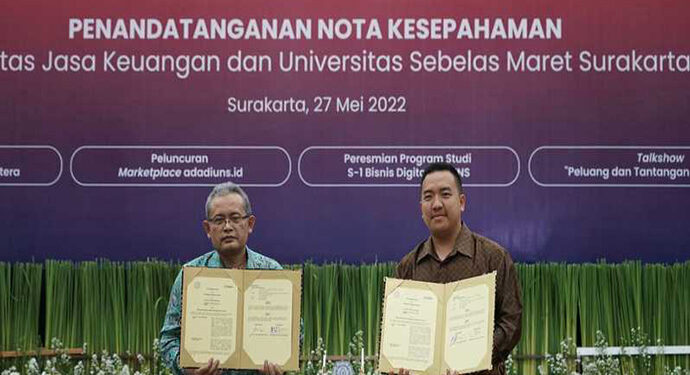 PENANDATANGANAN NOTA KESEPAHAMAN
tas Jasa Keuangan dan Universitas Sebelas Maret Surakarta
Surakarta, 27 Mei 2022
tera
Peluncuran
Marketplace adadiuns.id
Peresmian Program Studi
S-1 Bisnis Digital NS
Talkshow
"Peluang dan Tantangan